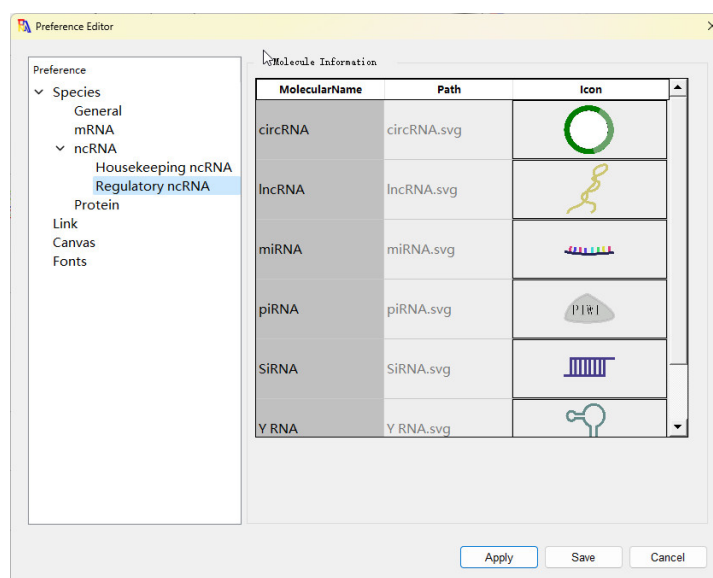 Preference Editor
Preference
Species
General
mRNA
ncRNA
Housekeeping ncRNA
Regulatory ncRNA
Protein
Link
Canvas
Fonts
Molecule Information
MolecularName Path Icon
circRNA circRNA.svg
lncRNA lncRNA.svg
miRNA miRNA.svg
piRNA piRNA.svg PIWI
SiRNA SiRNA.svg
Y RNA Y RNA.svg
Apply Save Cancel